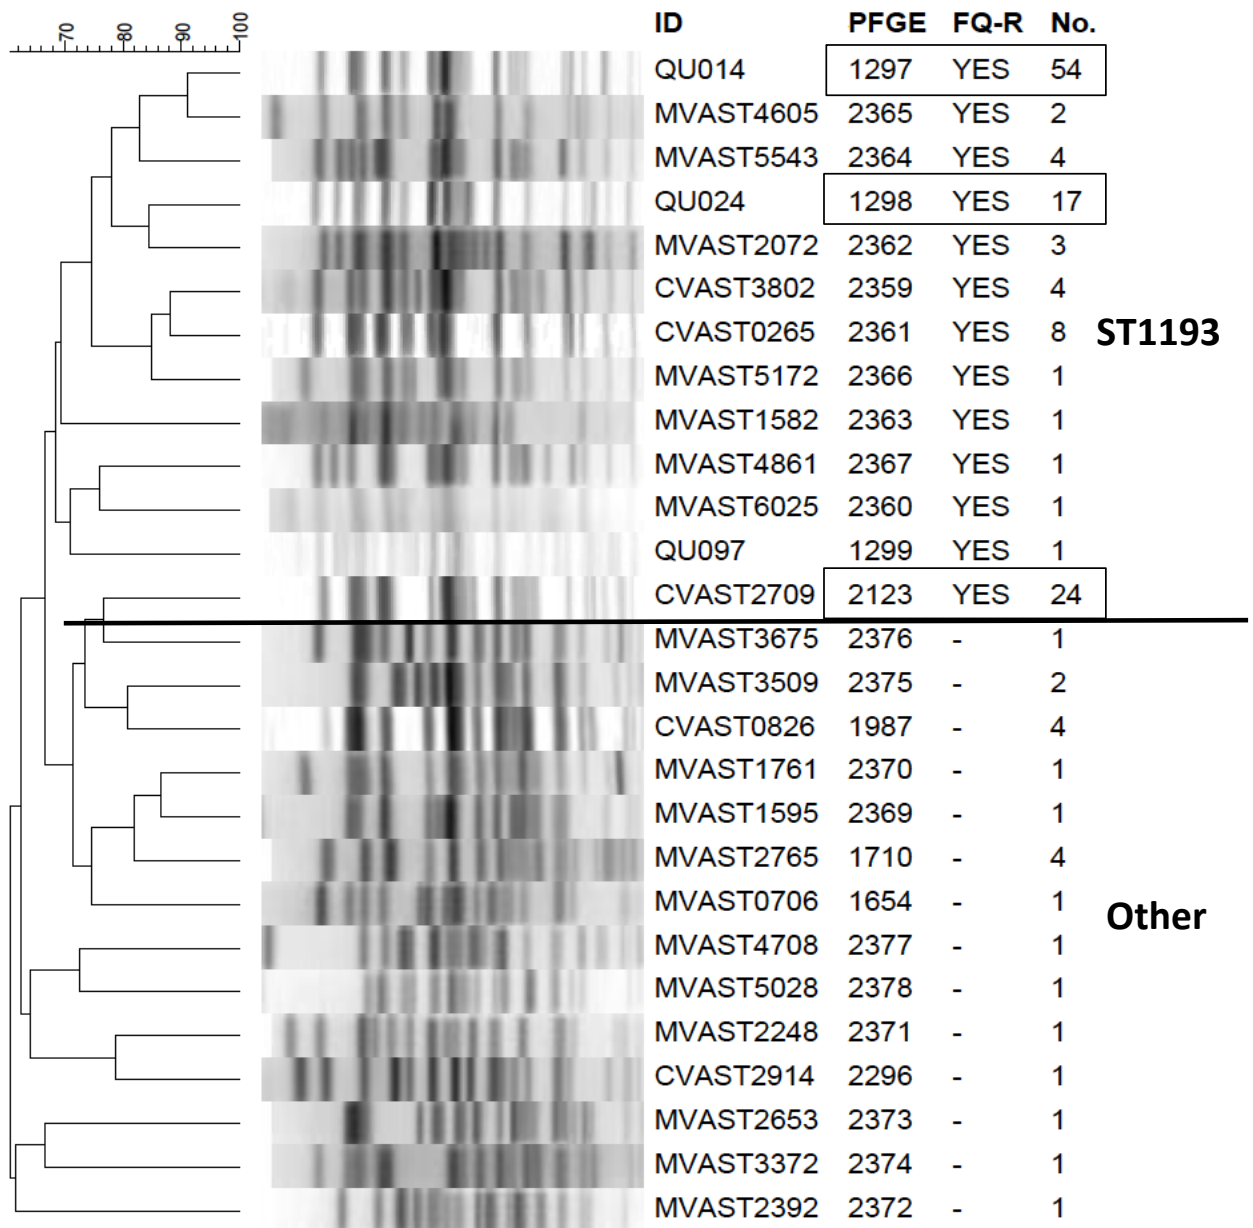 70 80 90 100
ID PFGE FQ-R No.
QU014 1297 YES 54
MVAST4605 2365 YES 2
MVAST5543 2364 YES 4
QU024 1298 YES 17
MVAST2072 2362 YES 3
CVAST3802 2359 YES 4
CVAST0265 2361 YES 8
ST1193
MVAST5172 2366 YES 1
MVAST1582 2363 YES 1
MVAST4861 2367 YES 1
MVAST6025 2360 YES 1
QU097 1299 YES 1
CVAST2709 2123 YES 24
MVAST3675 2376 - 1
MVAST3509 2375 - 2
CVAST0826 1987 - 4
MVAST1761 2370 - 1
MVAST1595 2369 - 1
MVAST2765 1710 - 4
MVAST0706 1654 - 1
Other
MVAST4708 2377 - 1
MVAST5028 2378 - 1
MVAST2248 2371 - 1
CVAST2914 2296 - 1
MVAST2653 2373 - 1
MVAST3372 2374 - 1
MVAST2392 2372 - 1